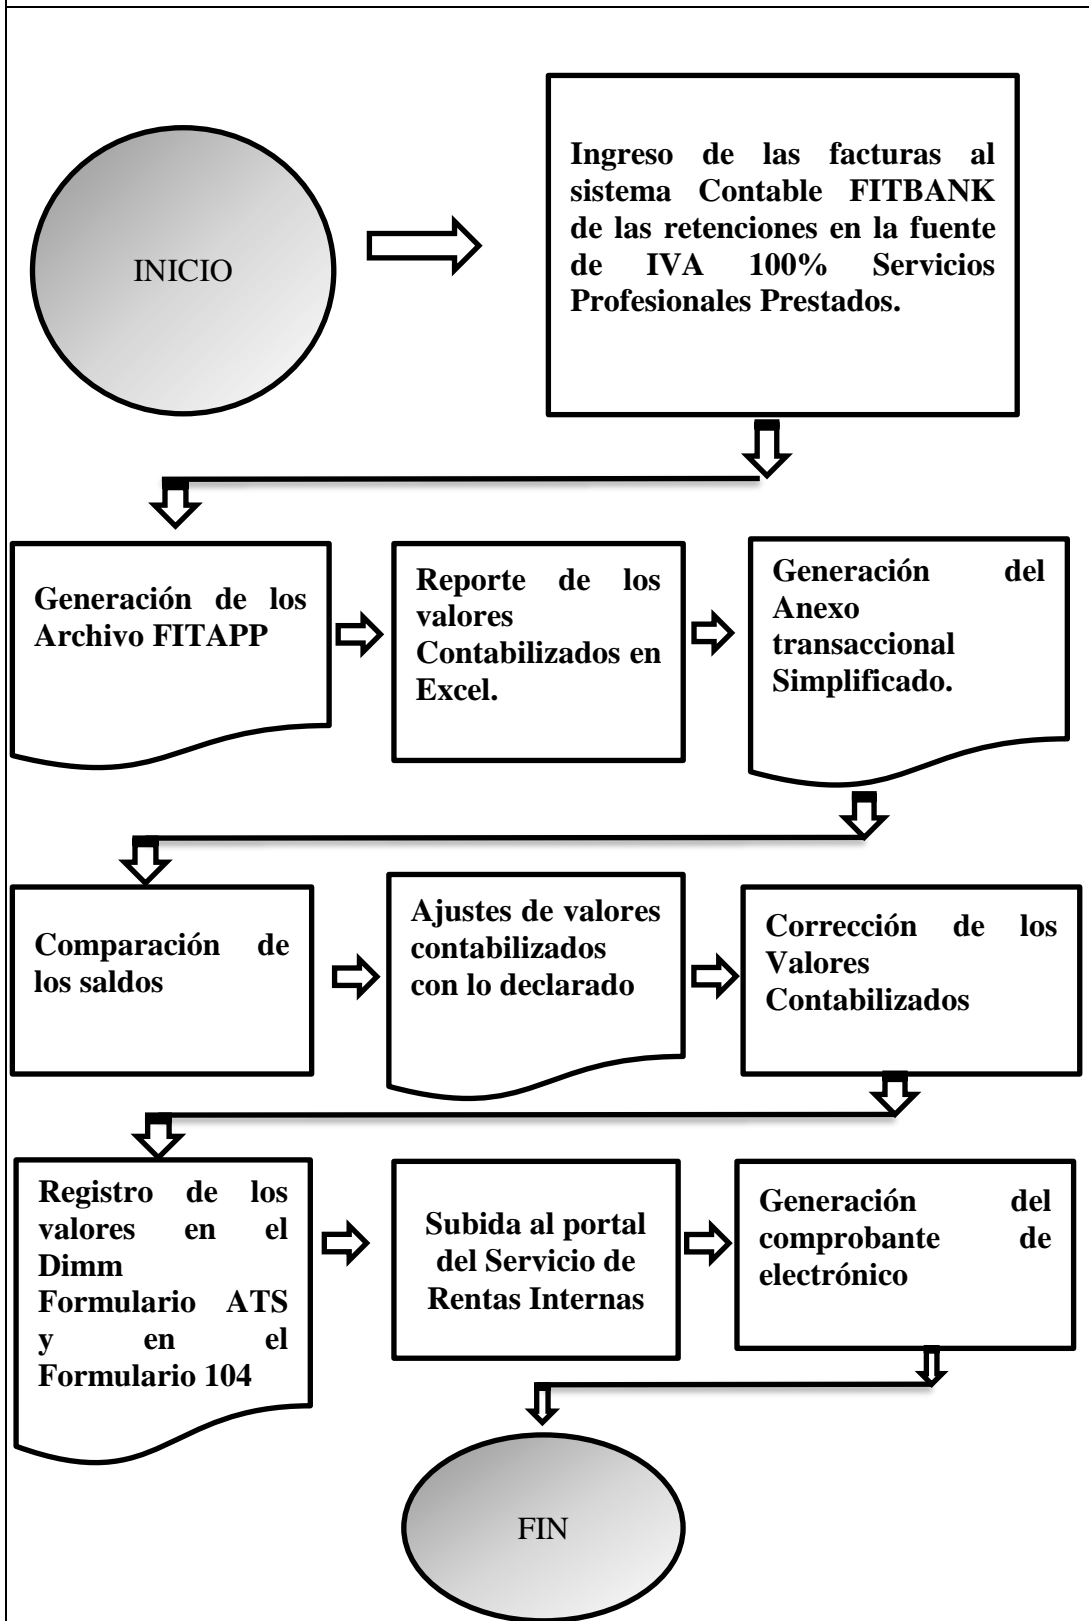 INICIO
Ingreso de las facturas al
sistema Contable FITBANK
de las retenciones en la fuente
de IVA 100% Servicios
Profesionales Prestados.
Generación de los
Archivo FITAPP
Reporte de los
valores
Contabilizados en
Excel.
Generación del
Anexo
transaccional
Simplificado.
Comparación de
los saldos
Ajustes de valores
contabilizados
con lo declarado
Corrección de los
Valores
Contabilizados
Registro de los
valores en el
Dimm
Formulario ATS
y en el
Formulario 104
Subida al portal
del Servicio de
Rentas Internas
Generación del
comprobante de
electrónico
FIN